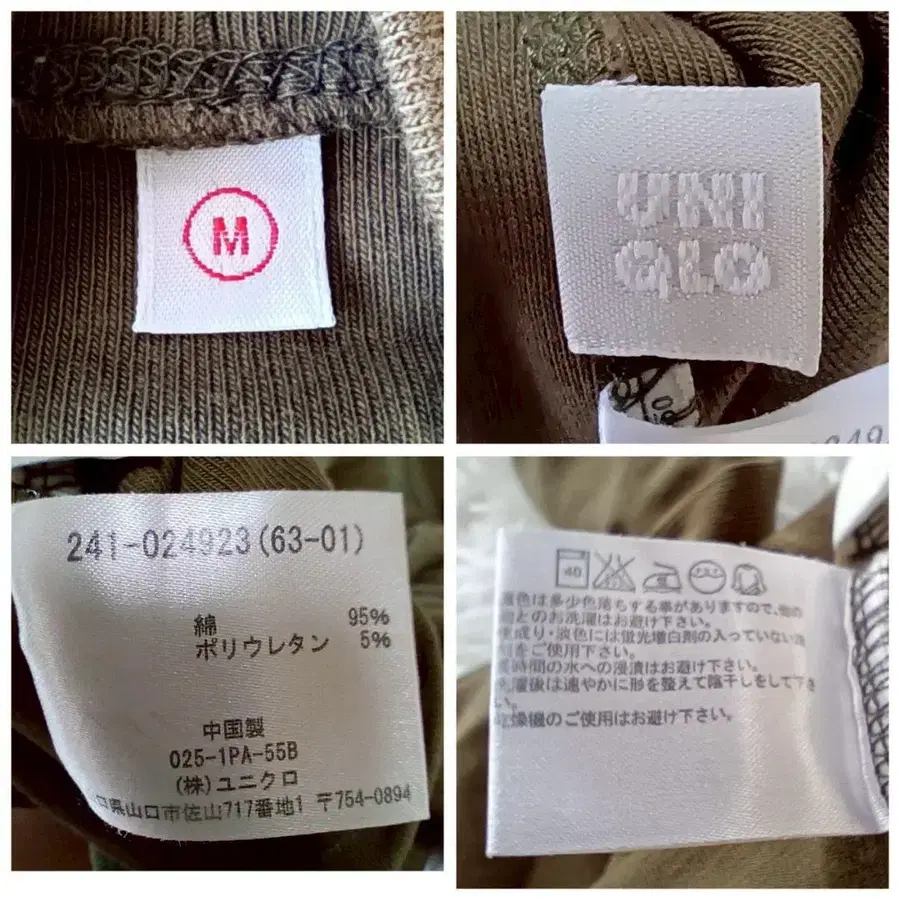 M
UNI
QLO
241-024923(63-01)
綿 95%
ポリウレタン 5%
中国製
025-1PA-55B
(株)ユニクロ
口県山口市佐山717番地1 〒754-0894
40
色は多少色落ちする事がありますので、他の
とのお洗濯はお避け下さい。
成り・淡色には蛍光増白剤の入っていない洗
をご使用下さい。
時間の水への浸漬はお避け下さい。
濯後は速やかに形を整えて陰干しをして下さ
い。
燥機のご使用はお避け下さい。